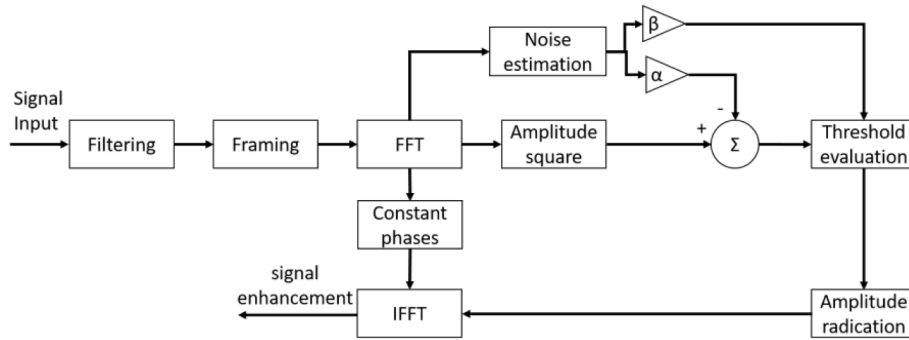 β
Noise
estimation
α
Signal
Input
-
+
Filtering
Framing
FFT
Amplitude
square
Σ
Threshold
evaluation
Constant
phases
signal
enhancement
IFFT
Amplitude
radication